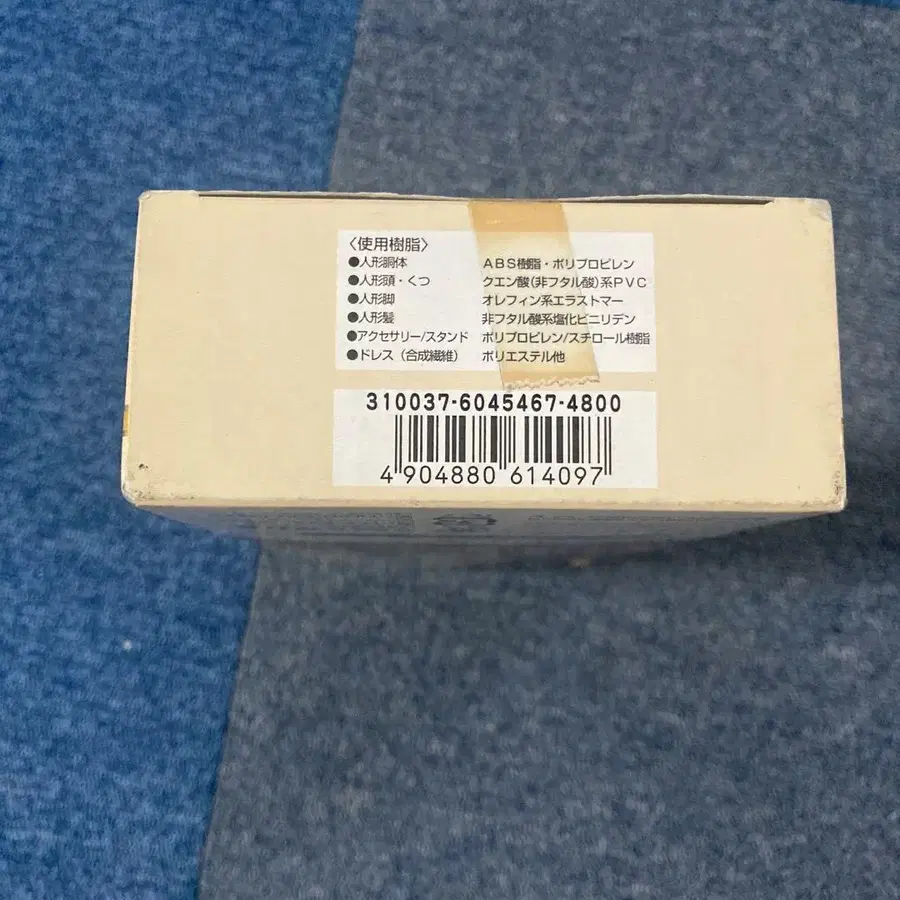 〈使用樹脂〉
●人形胴体 ABS樹脂・ポリプロピレン
●人形頭・くつ クエン酸(非フタル酸)系PVC
●人形脚 オレフィン系エラストマー
●人形髪 非フタル酸系塩化ビニリデン
●アクセサリー/スタンド ポリプロピレン/スチロール樹脂
●ドレス(合成繊維) ポリエステル他
310037-6045467-4800
4 904880 614097